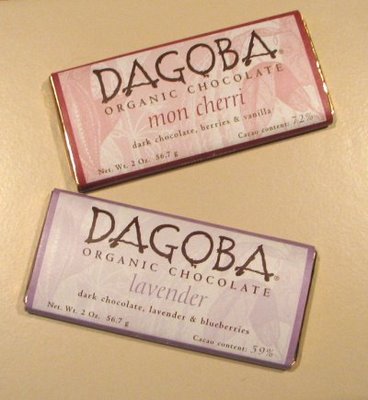 DAGOBA®
ORGANIC CHOCOLATE
mon cherri
dark chocolate, berries & vanilla
Net. Wt. 2 Oz. 56.7 g Cacao content: 72%
DAGOBA®
ORGANIC CHOCOLATE
lavender
dark chocolate, lavender & blueberries
Net. Wt. 2 Oz. 56.7 g Cacao content: 59%